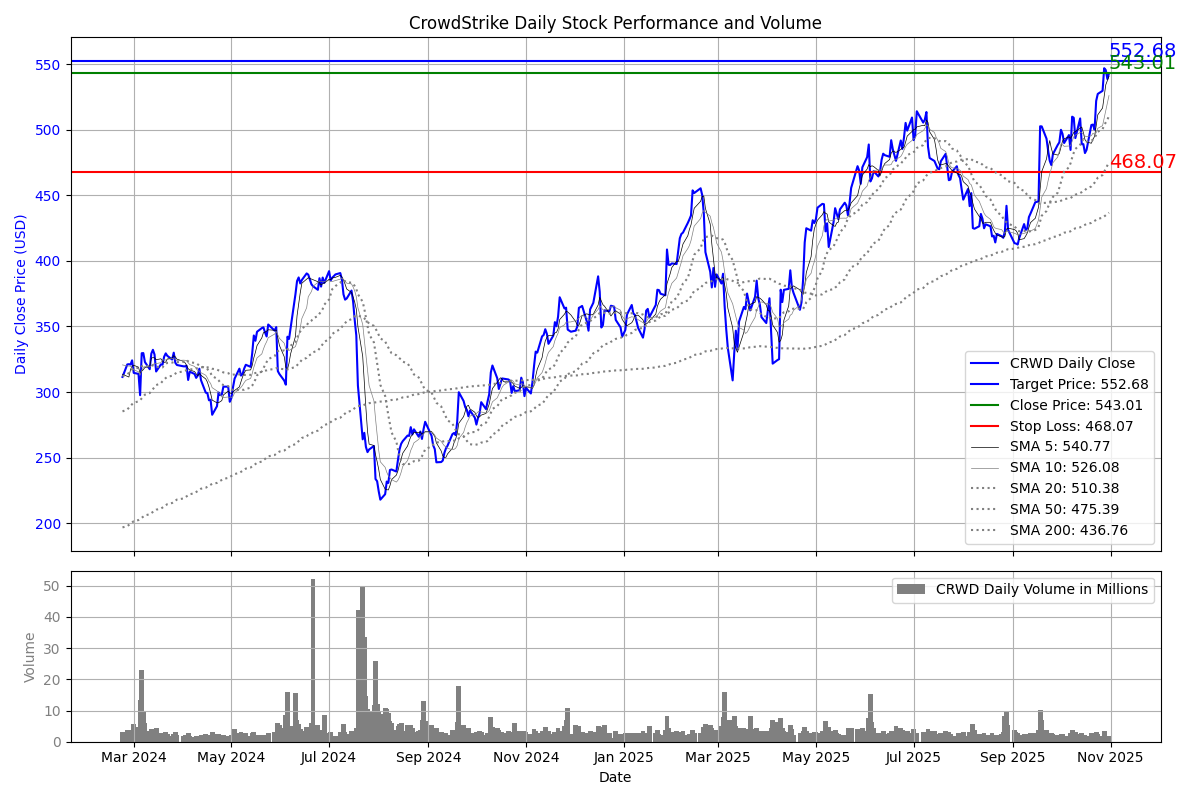 CrowdStrike Daily Stock Performance and Volume
552.68
543.01
468.07
Daily Close Price (USD)
550
500
450
400
350
300
250
200
CRWD Daily Close
Target Price: 552.68
Close Price: 543.01
Stop Loss: 468.07
SMA 5: 540.77
SMA 10: 526.08
SMA 20: 510.38
SMA 50: 475.39
SMA 200: 436.76
Volume
50
40
30
20
10
0
CRWD Daily Volume in Millions
Mar 2024
May 2024
Jul 2024
Sep 2024
Nov 2024
Jan 2025
Mar 2025
May 2025
Jul 2025
Sep 2025
Nov 2025
Date